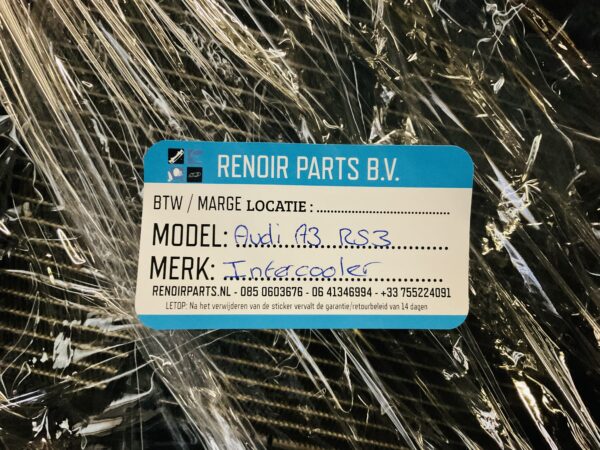 RENOIR PARTS B.V.
BTW / MARGE LOCATIE : ................................
MODEL: Audi A3 RS3
MERK: Intercooler
RENOIRPARTS.NL - 085 0603676 - 06 41346994 - +33 755224091
LETOP: Na het verwijderen van de sticker vervalt de garantie/retourbeleid van 14 dagen